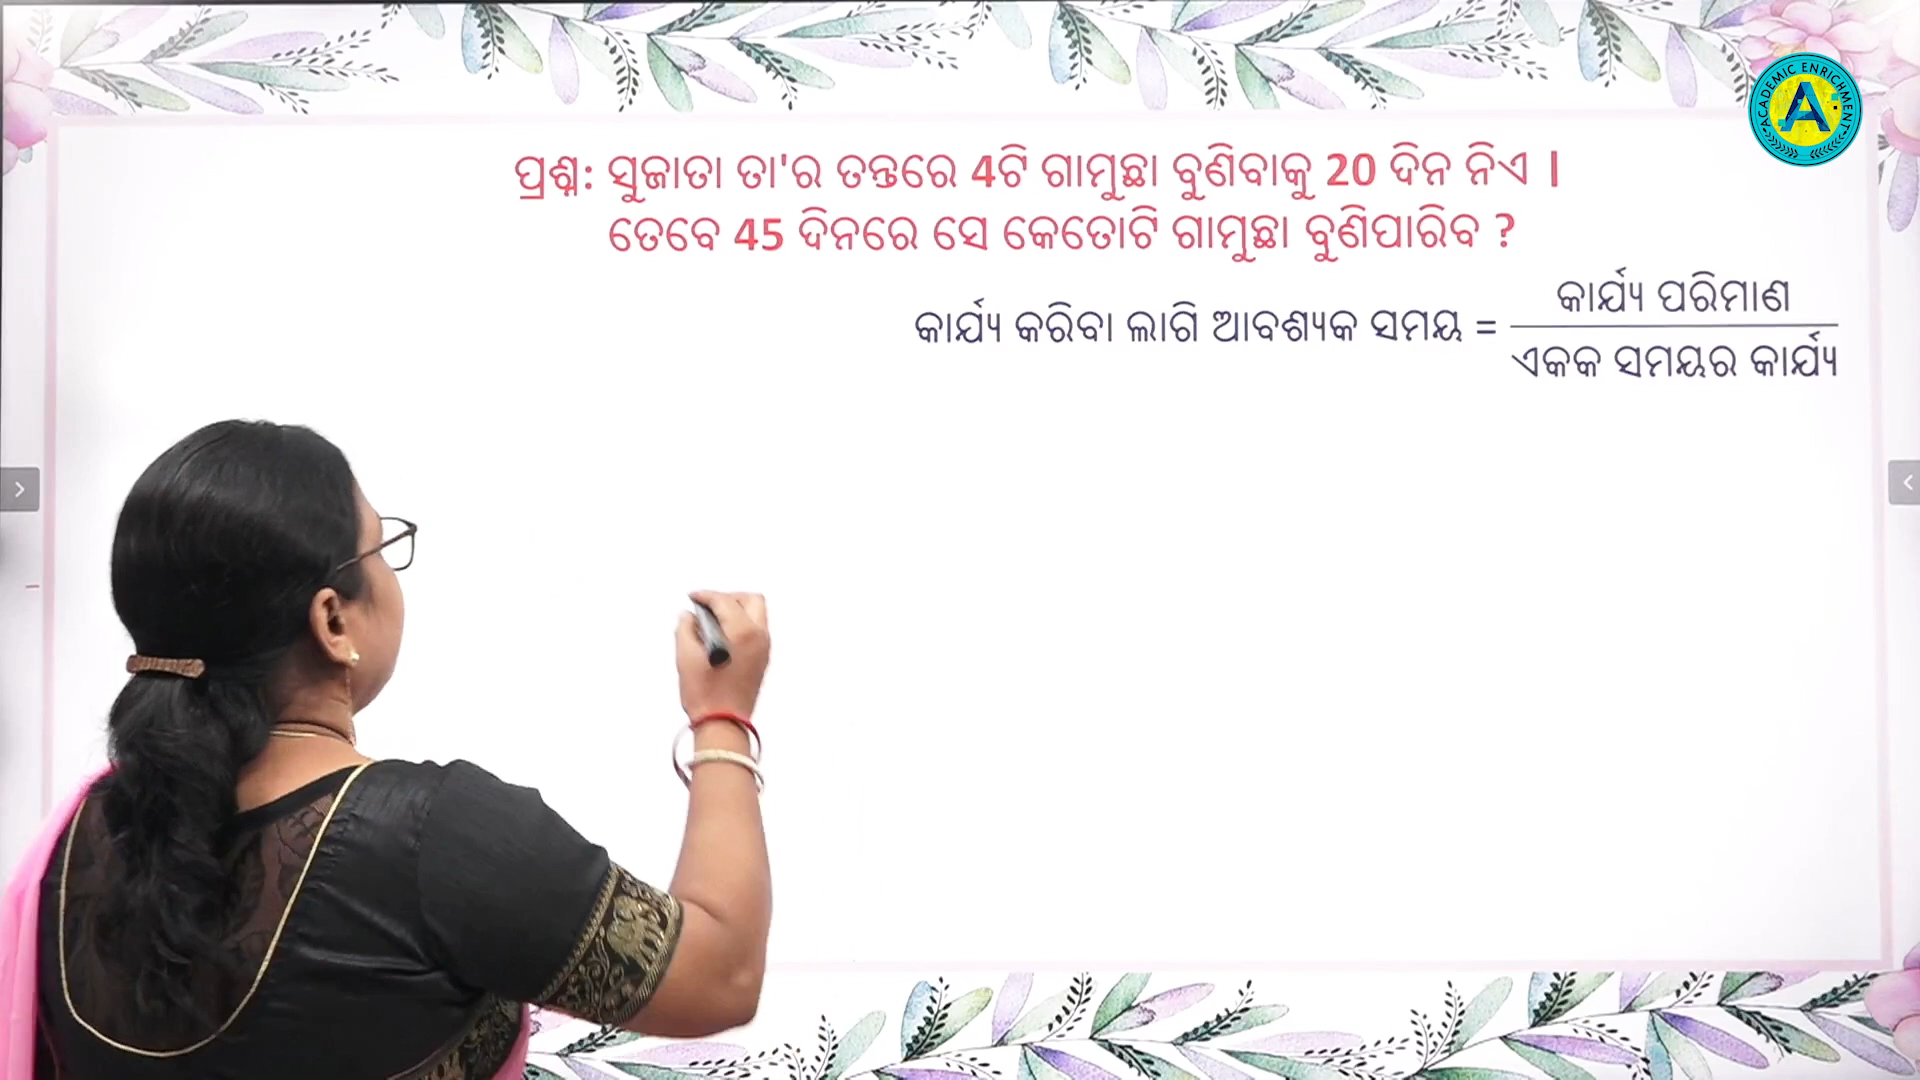 ACADEMIC ENRICHMENT
A
ପ୍ରଶ୍ନ: ସୁଜାତା ତା'ର ତନ୍ତରେ 4ଟି ଗାମୁଛା ବୁଣିବାକୁ 20 ଦିନ ନିଏ ।
ତେବେ 45 ଦିନରେ ସେ କେତୋଟି ଗାମୁଛା ବୁଣିପାରିବ ?
କାର୍ଯ୍ୟ କରିବା ଲାଗି ଆବଶ୍ୟକ ସମୟ =
କାର୍ଯ୍ୟ ପରିମାଣ
ଏକକ ସମୟର କାର୍ଯ୍ୟ